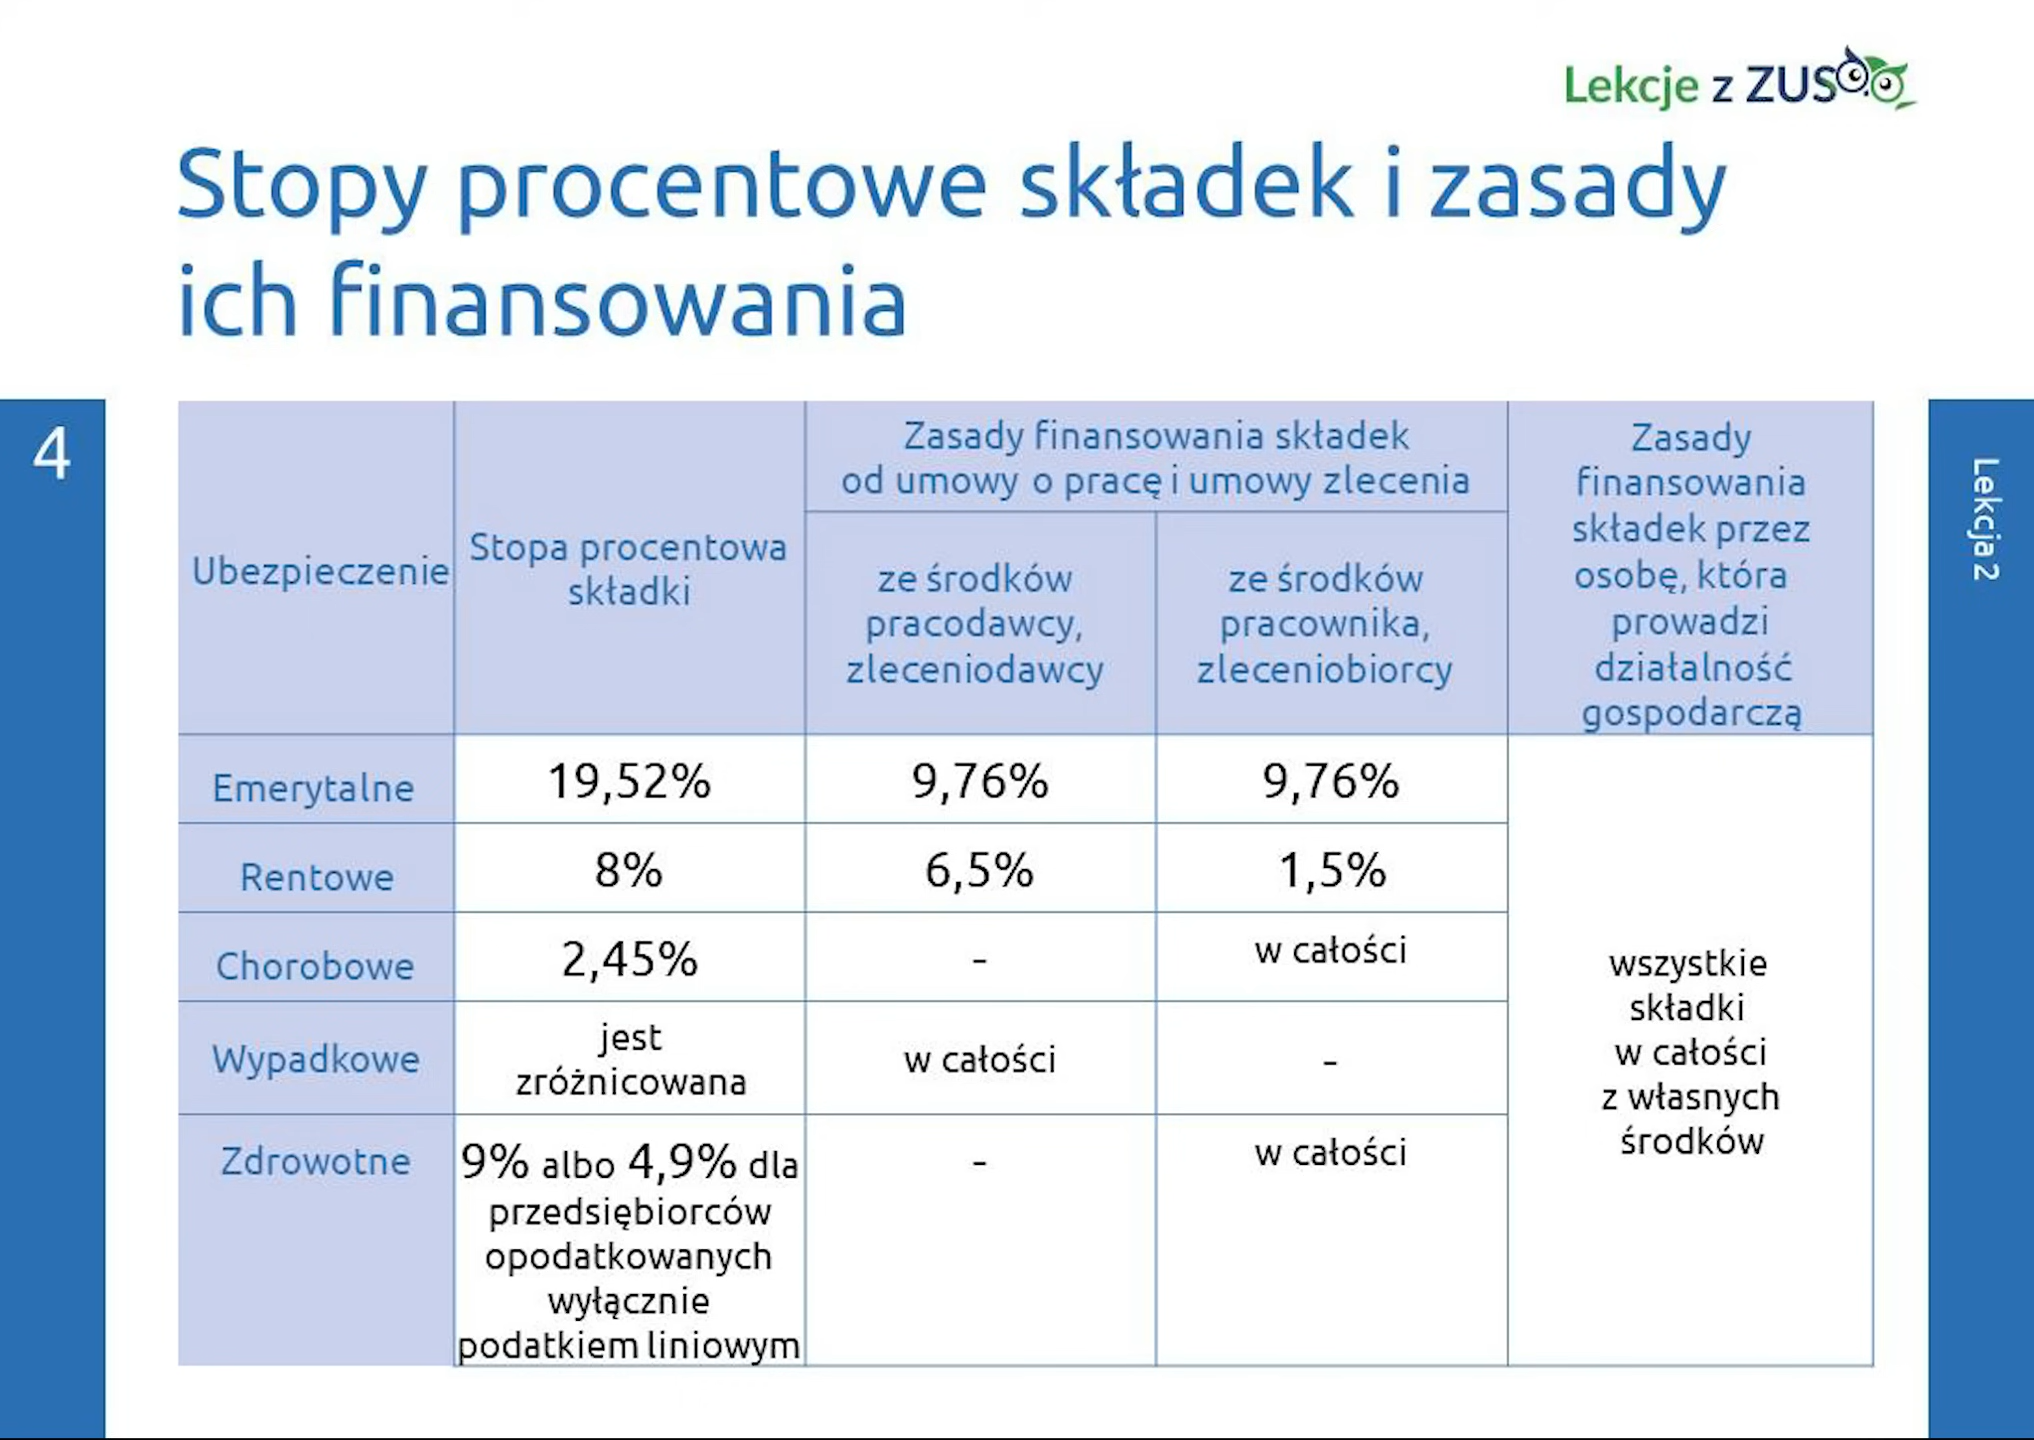 Lekcje z ZUS
Stopy procentowe składek i zasady
ich finansowania
4
Lekcja 2
Ubezpieczenie
Stopa procentowa
składki
Zasady finansowania składek
od umowy o pracę i umowy zlecenia
ze środków
pracodawcy,
zleceniodawcy
ze środków
pracownika,
zleceniobiorcy
Zasady
finansowania
składek przez
osobę, która
prowadzi
działalność
gospodarczą
Emerytalne
19,52%
9,76%
9,76%
Rentowe
8%
6,5%
1,5%
Chorobowe
2,45%
-
w całości
Wypadkowe
jest
zróżnicowana
w całości
-
Zdrowotne
9% albo 4,9% dla
przedsiębiorców
opodatkowanych
wyłącznie
podatkiem liniowym
-
w całości
wszystkie
składki
w całości
z własnych
środków